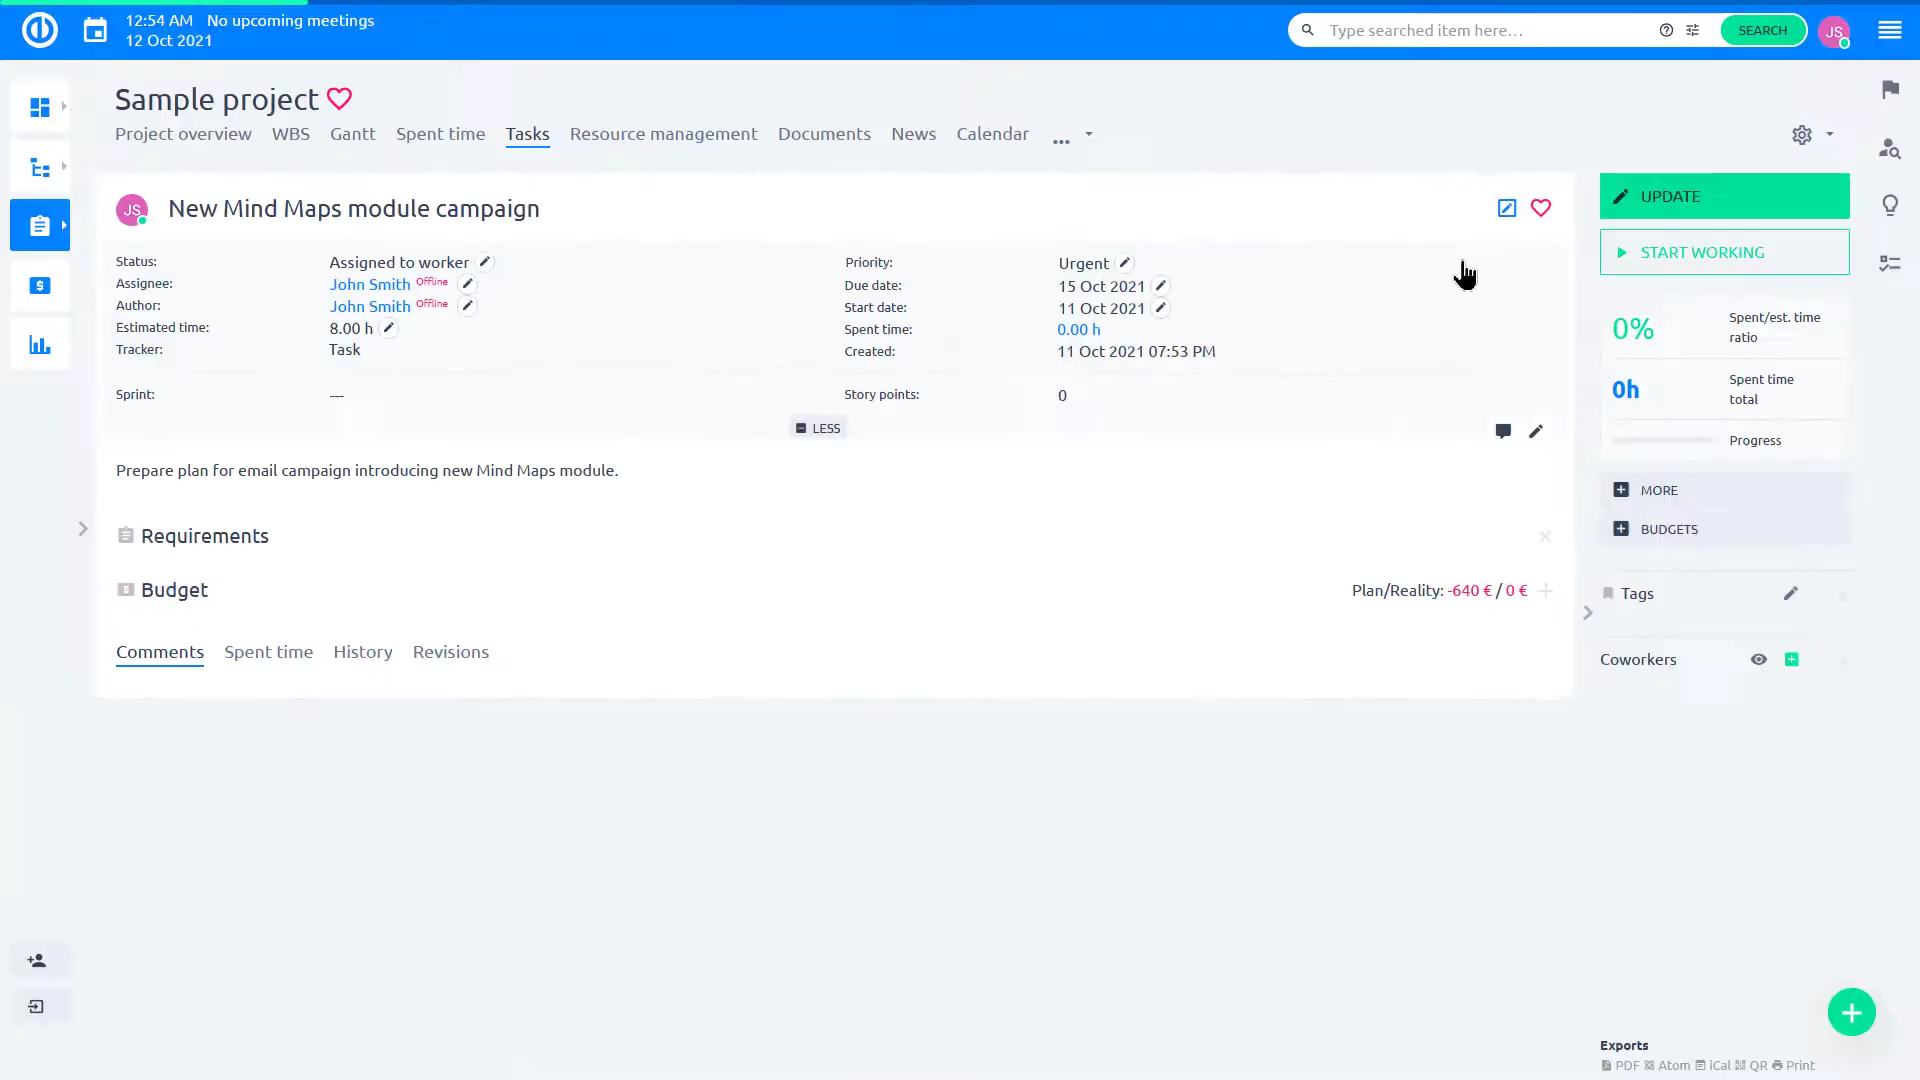 12:54 AM No upcoming meetings
12 Oct 2021
Type searched item here...
SEARCH
JS
Sample project
Project overview WBS Gantt Spent time Tasks Resource management Documents News Calendar ...
JS New Mind Maps module campaign
UPDATE
START WORKING
Status: Assigned to worker
Assignee: John Smith Offline
Author: John Smith Offline
Estimated time: 8.00 h
Tracker: Task
Sprint: ---
Priority: Urgent
Due date: 15 Oct 2021
Start date: 11 Oct 2021
Spent time: 0.00 h
Created: 11 Oct 2021 07:53 PM
Story points: 0
LESS
Prepare plan for email campaign introducing new Mind Maps module.
Requirements
Budget Plan/Reality: -640 € / 0 €
Comments Spent time History Revisions
0% Spent/est. time
ratio
0h Spent time
total
Progress
MORE
BUDGETS
Tags
Coworkers
Exports
PDF Atom iCal QR Print